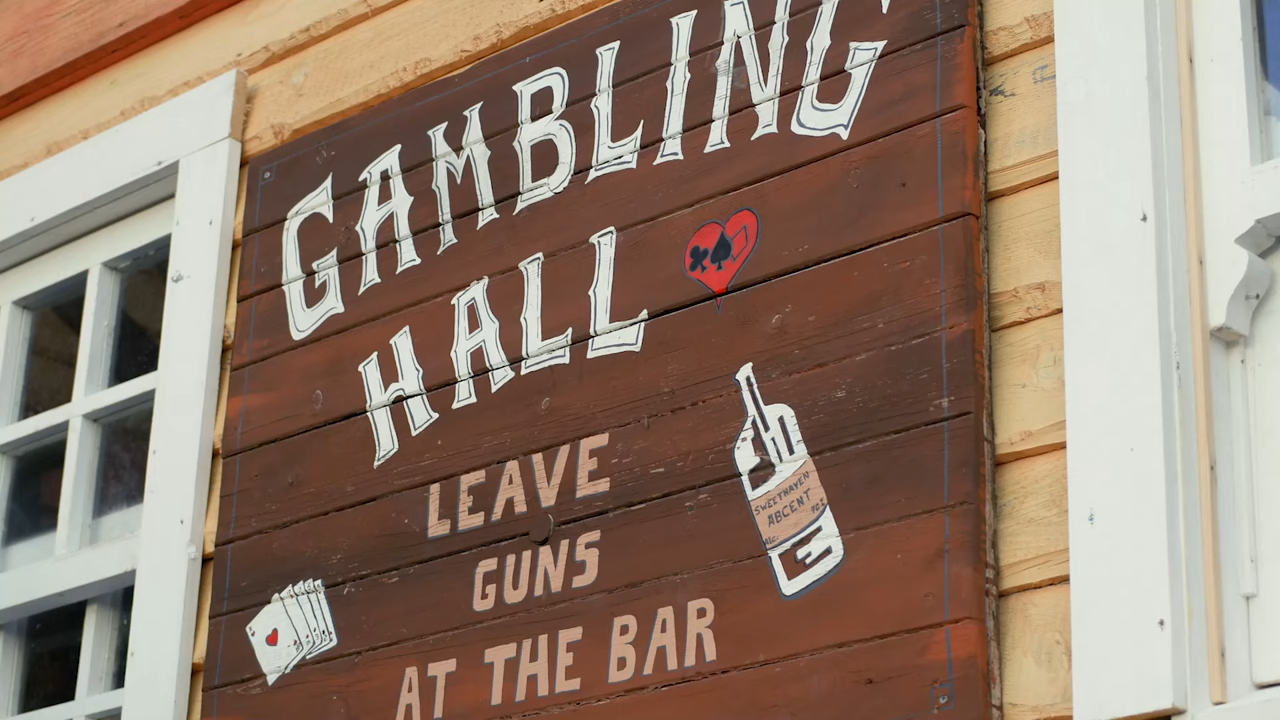 GAMBLING
HALL
LEAVE
GUNS
AT THE BAR
SWEETHAVEN
ABCENT